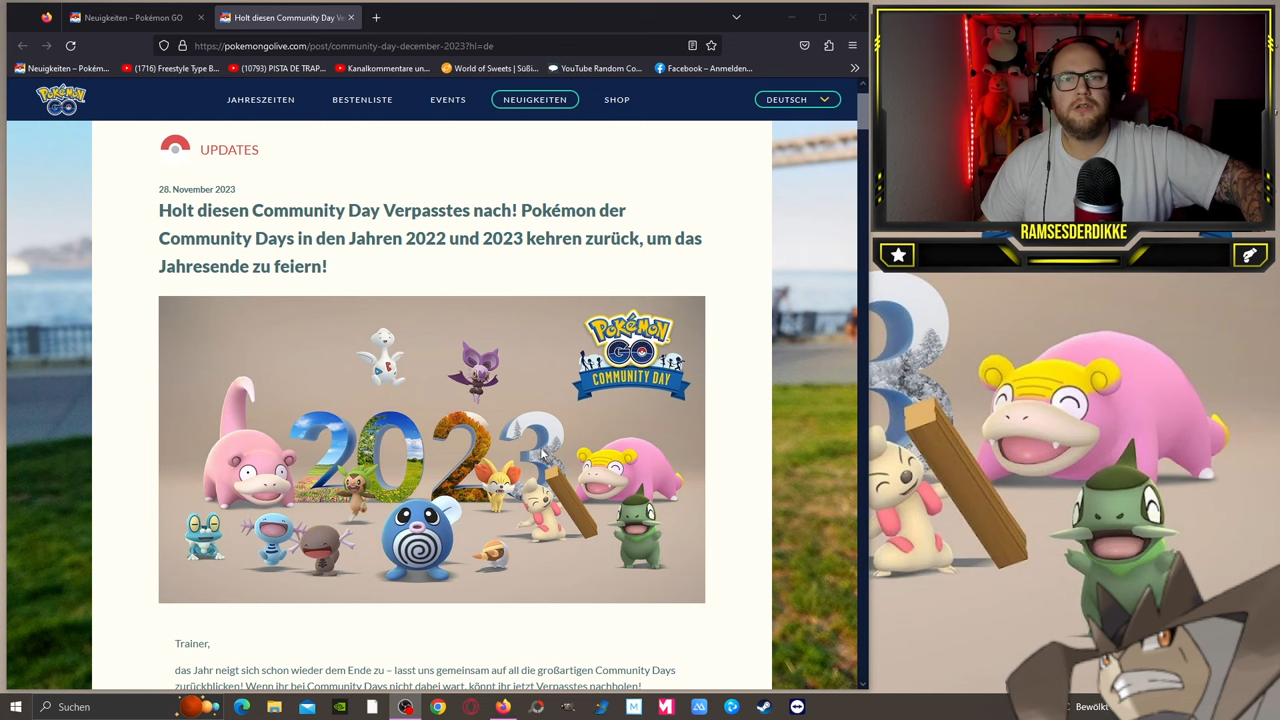 Neuigkeiten – Pokémon GO
Holt diesen Community Day Ve
https://pokemongolive.com/post/community-day-december-2023?hl=de
Neuigkeiten – Pokém...
(1716) Freestyle Type B...
(10793) PISTA DE TRAP...
Kanalkommentare un...
World of Sweets | Süßi...
YouTube Random Co...
Facebook – Anmelden...
POKÉMON GO
JAHRESZEITEN
BESTENLISTE
EVENTS
NEUIGKEITEN
SHOP
DEUTSCH
UPDATES
28. November 2023
Holt diesen Community Day Verpasstes nach! Pokémon der
Community Days in den Jahren 2022 und 2023 kehren zurück, um das
Jahresende zu feiern!
POKÉMON
GO
COMMUNITY DAY
2023
Trainer,
das Jahr neigt sich schon wieder dem Ende zu – lasst uns gemeinsam auf all die großartigen Community Days
zurückblicken! Wenn ihr bei Community Days nicht dabei wart, könnt ihr jetzt Verpasstes nachholen!
RAMSESDERDIKKE
3
Suchen
Bewölkt